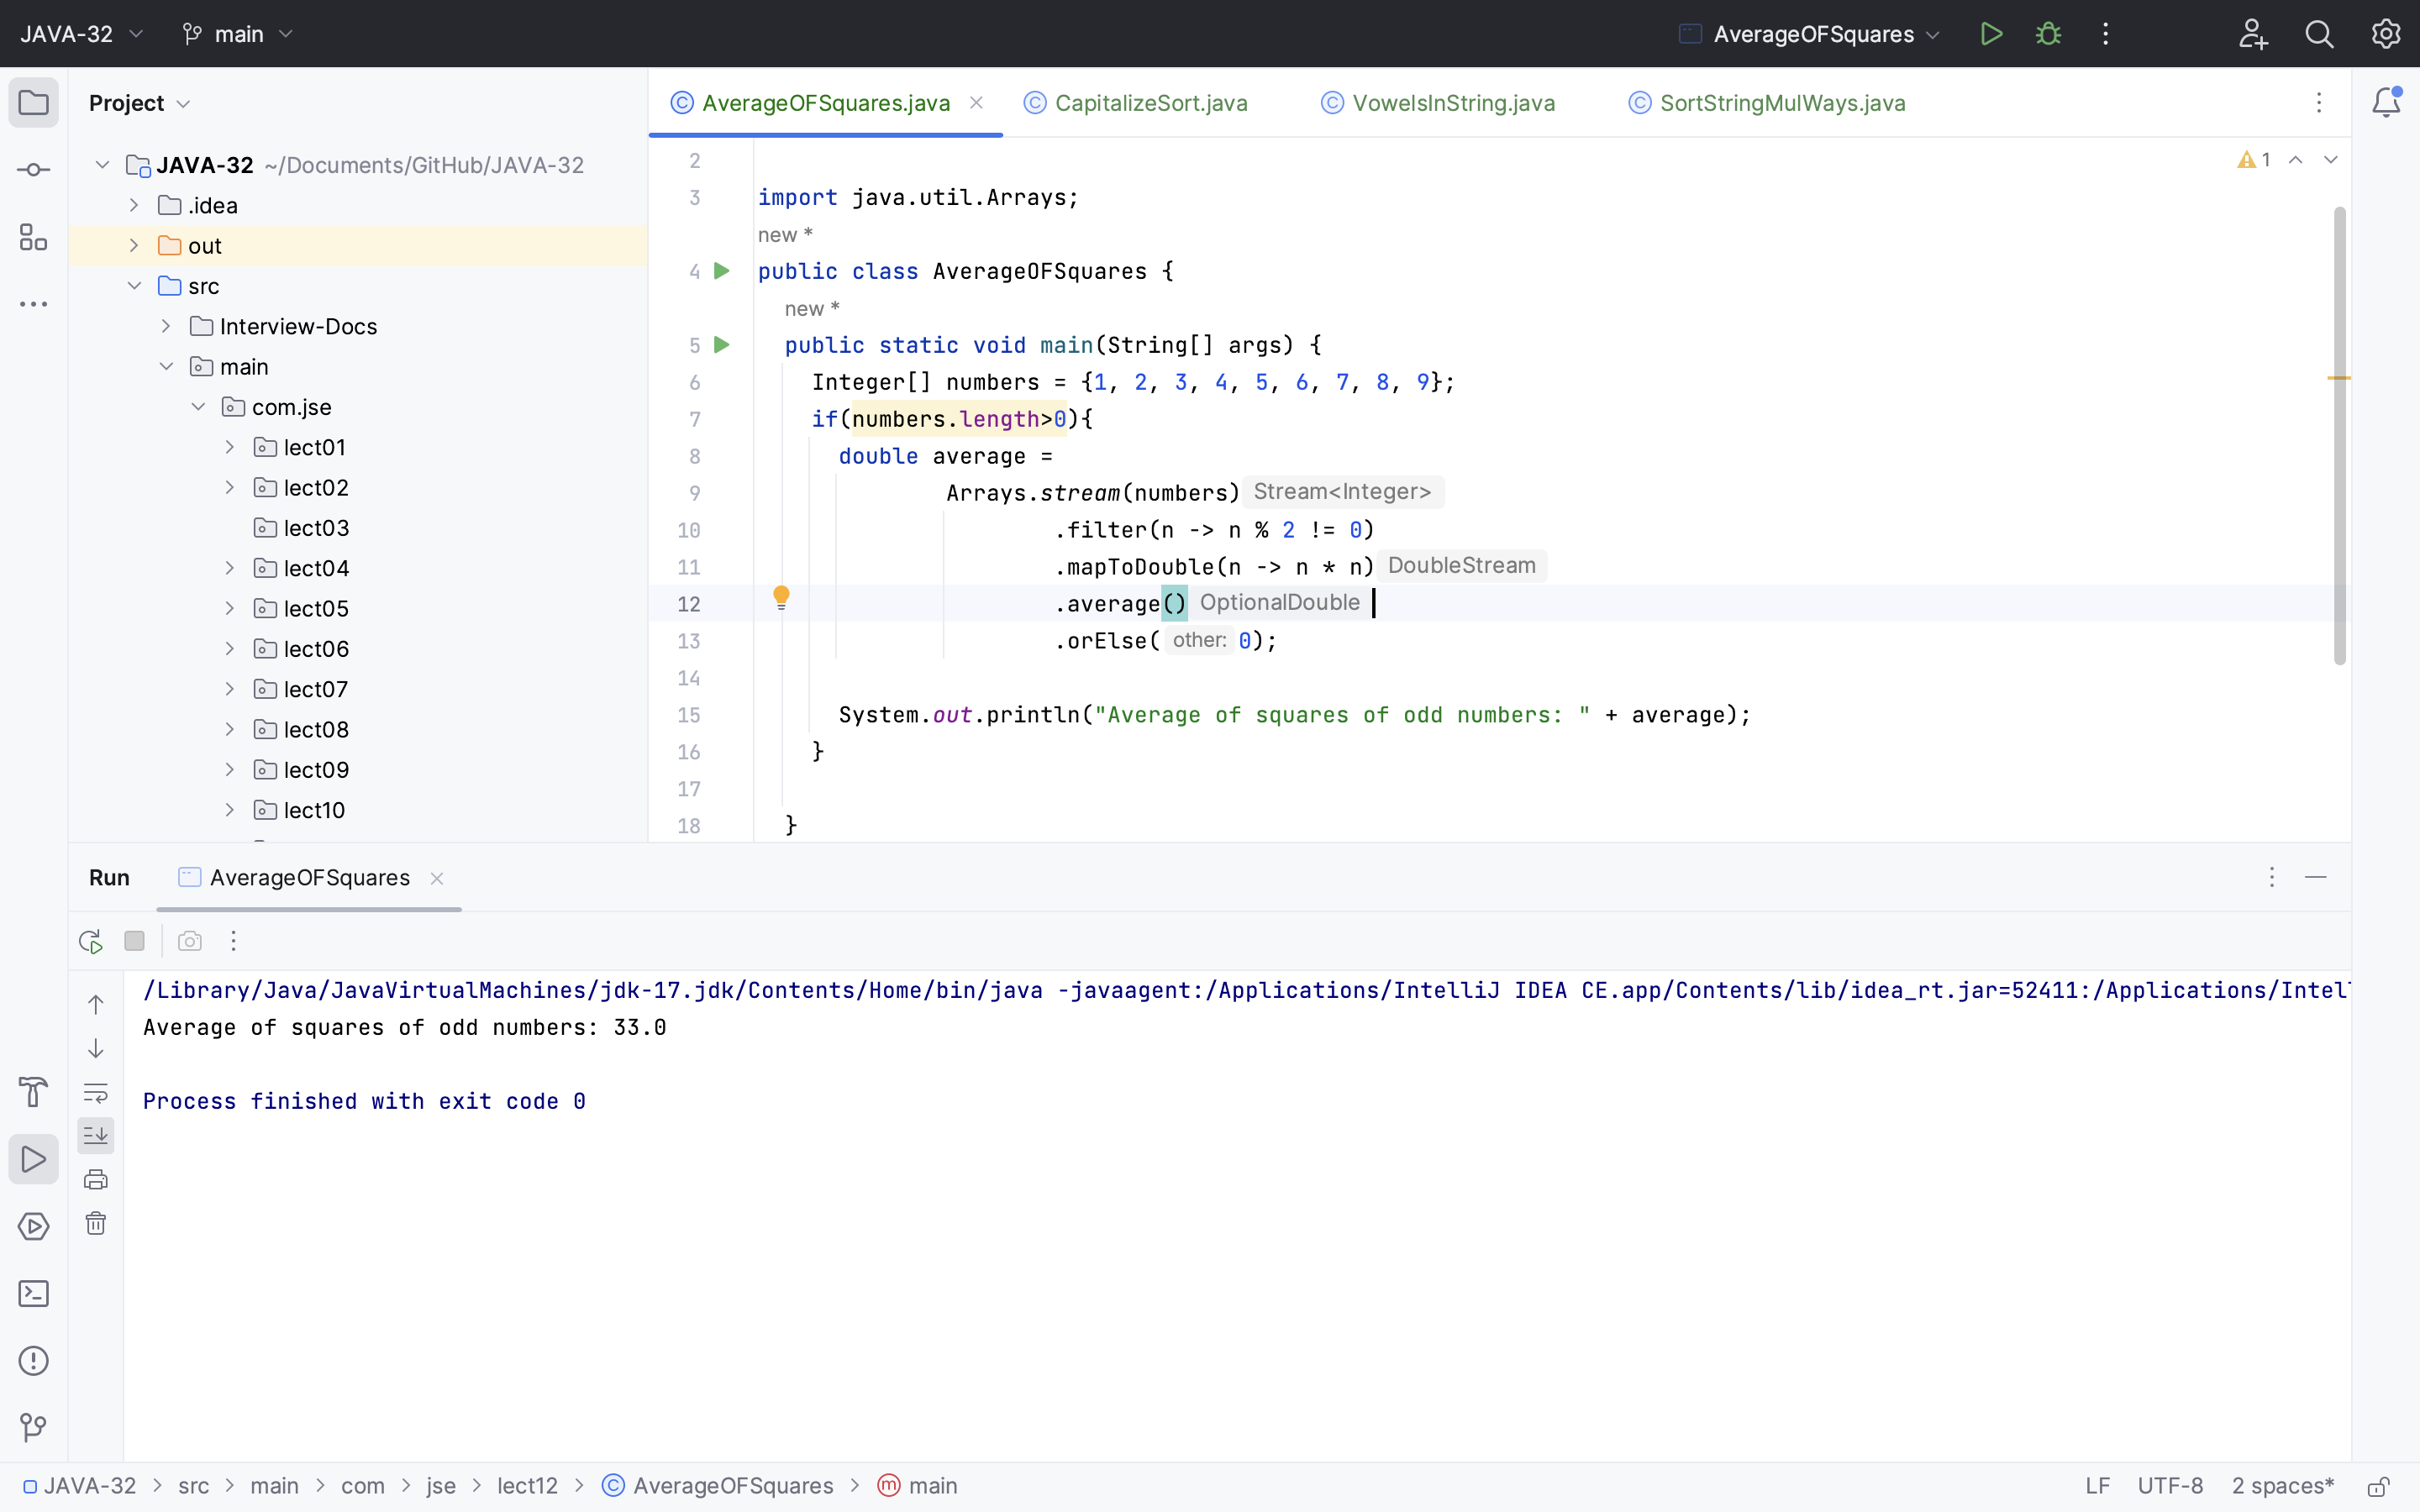 JAVA-32 main AverageOFSquares
Project
AverageOFSquares.java CapitalizeSort.java VowelsInString.java SortStringMulWays.java
JAVA-32 ~/Documents/GitHub/JAVA-32
.idea
out
src
Interview-Docs
main
com.jse
lect01
lect02
lect03
lect04
lect05
lect06
lect07
lect08
lect09
lect10
1
2
3 import java.util.Arrays;
new *
4 public class AverageOFSquares {
new *
5 public static void main(String[] args) {
6 Integer[] numbers = {1, 2, 3, 4, 5, 6, 7, 8, 9};
7 if(numbers.length>0){
8 double average =
9 Arrays.stream(numbers) Stream<Integer>
10 .filter(n -> n % 2 != 0)
11 .mapToDouble(n -> n * n) DoubleStream
12 .average() OptionalDouble
13 .orElse( other: 0);
14
15 System.out.println("Average of squares of odd numbers: " + average);
16 }
17
18 }
Run AverageOFSquares
/Library/Java/JavaVirtualMachines/jdk-17.jdk/Contents/Home/bin/java -javaagent:/Applications/IntelliJ IDEA CE.app/Contents/lib/idea_rt.jar=52411:/Applications/Intel
Average of squares of odd numbers: 33.0
Process finished with exit code 0
JAVA-32 > src > main > com > jse > lect12 > AverageOFSquares > main LF UTF-8 2 spaces*